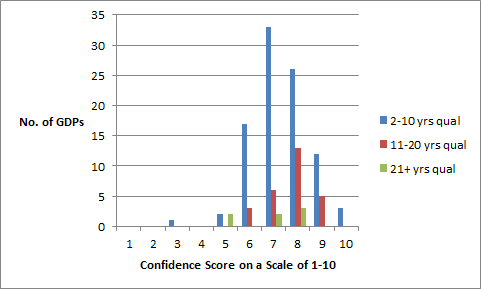 35
30
25
20
15
10
5
0
No. of GDPs
1 2 3 4 5 6 7 8 9 10
Confidence Score on a Scale of 1-10
2-10 yrs qual
11-20 yrs qual
21+ yrs qual